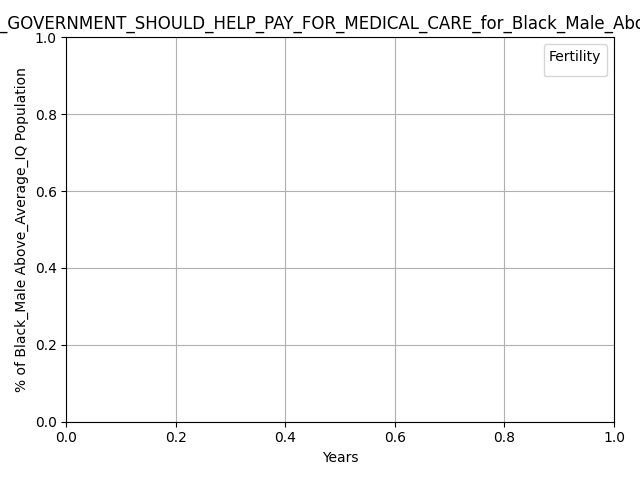 _GOVERNMENT_SHOULD_HELP_PAY_FOR_MEDICAL_CARE_for_Black_Male_Abo
Fertility
1.0
0.8
0.6
0.4
0.2
0.0
% of Black_Male Above_Average_IQ Population
0.0 0.2 0.4 0.6 0.8 1.0
Years